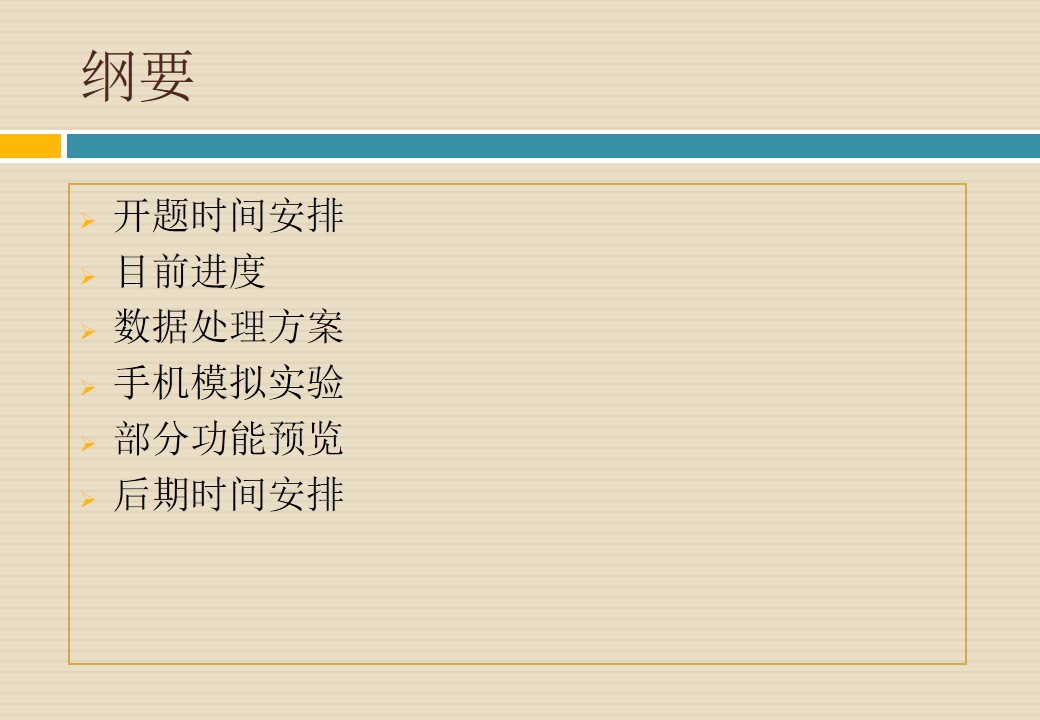 纲要
开题时间安排
目前进度
数据处理方案
手机模拟实验
部分功能预览
后期时间安排